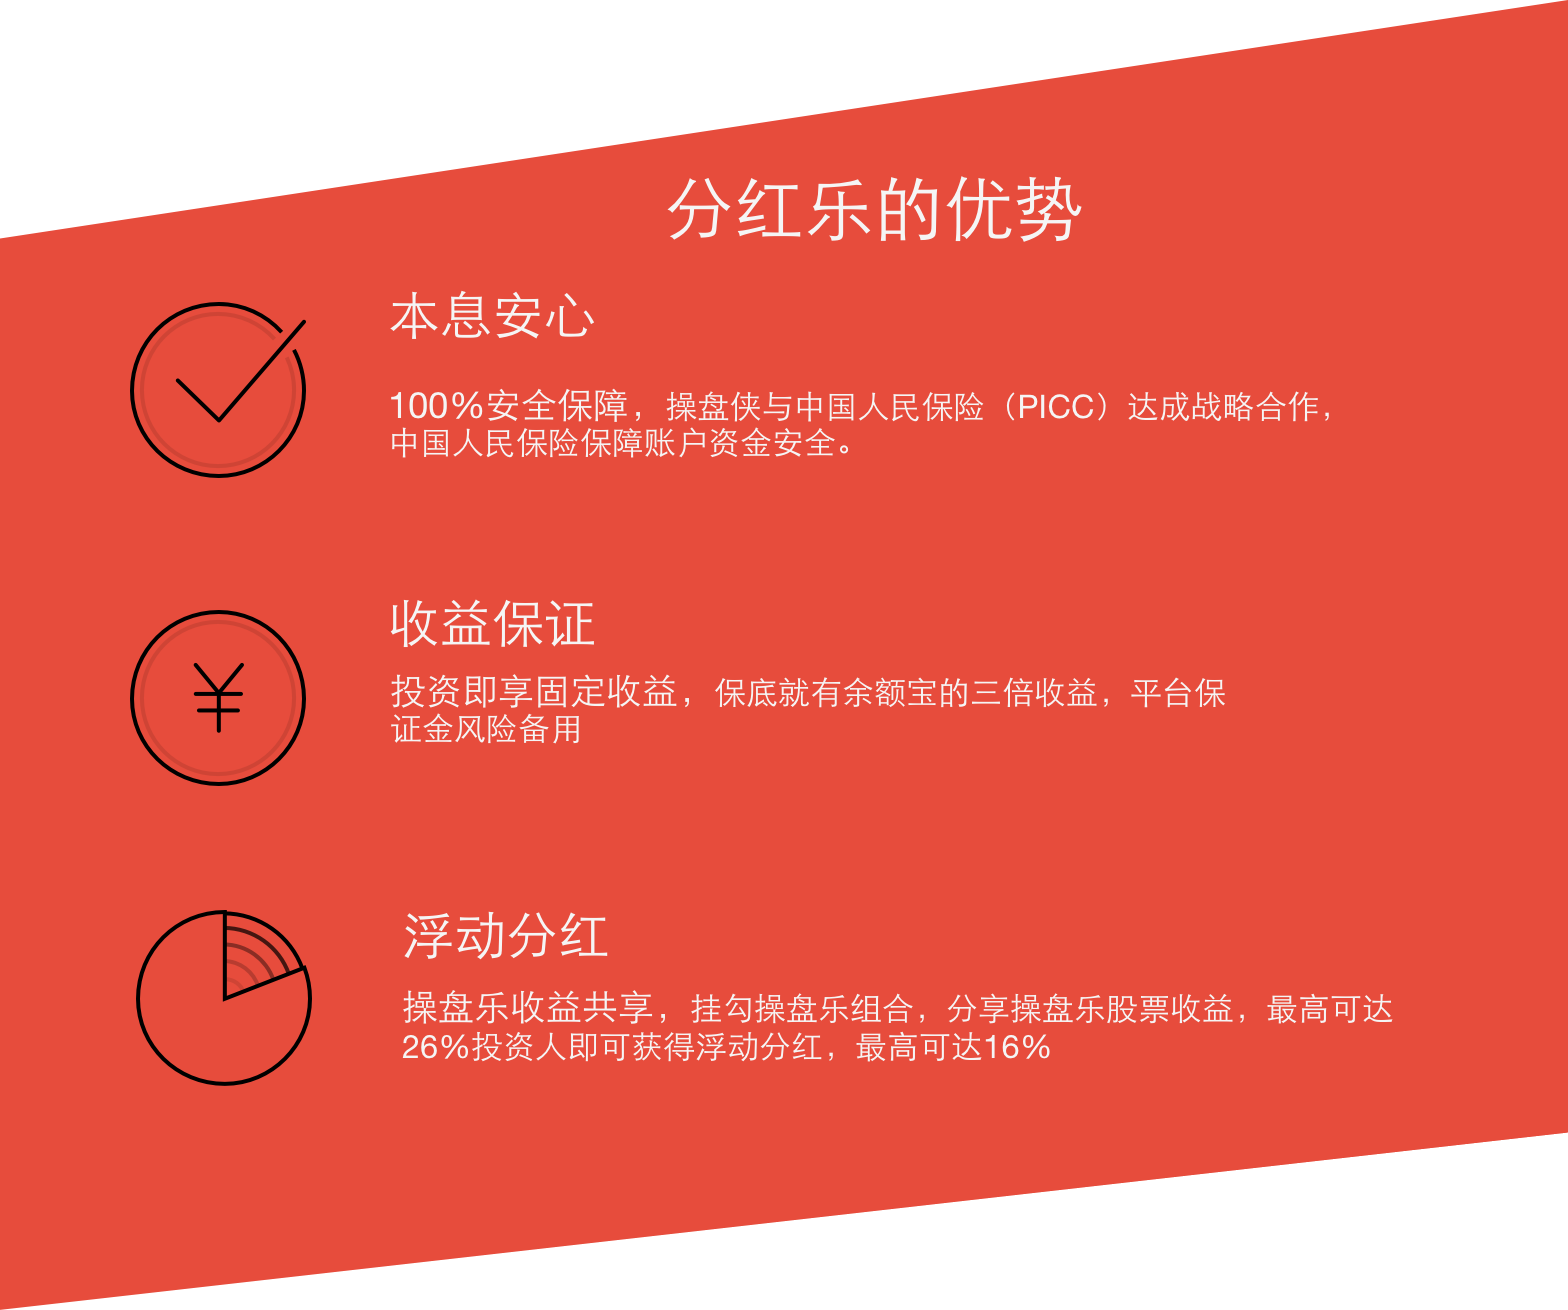 分红乐的优势
本息安心
100%安全保障，操盘侠与中国人民保险（PICC）达成战略合作，
中国人民保险保障账户资金安全。
收益保证
投资即享固定收益，保底就有余额宝的三倍收益，平台保
证金风险备用
浮动分红
操盘乐收益共享，挂勾操盘乐组合，分享操盘乐股票收益，最高可达
26%投资人即可获得浮动分红，最高可达16%